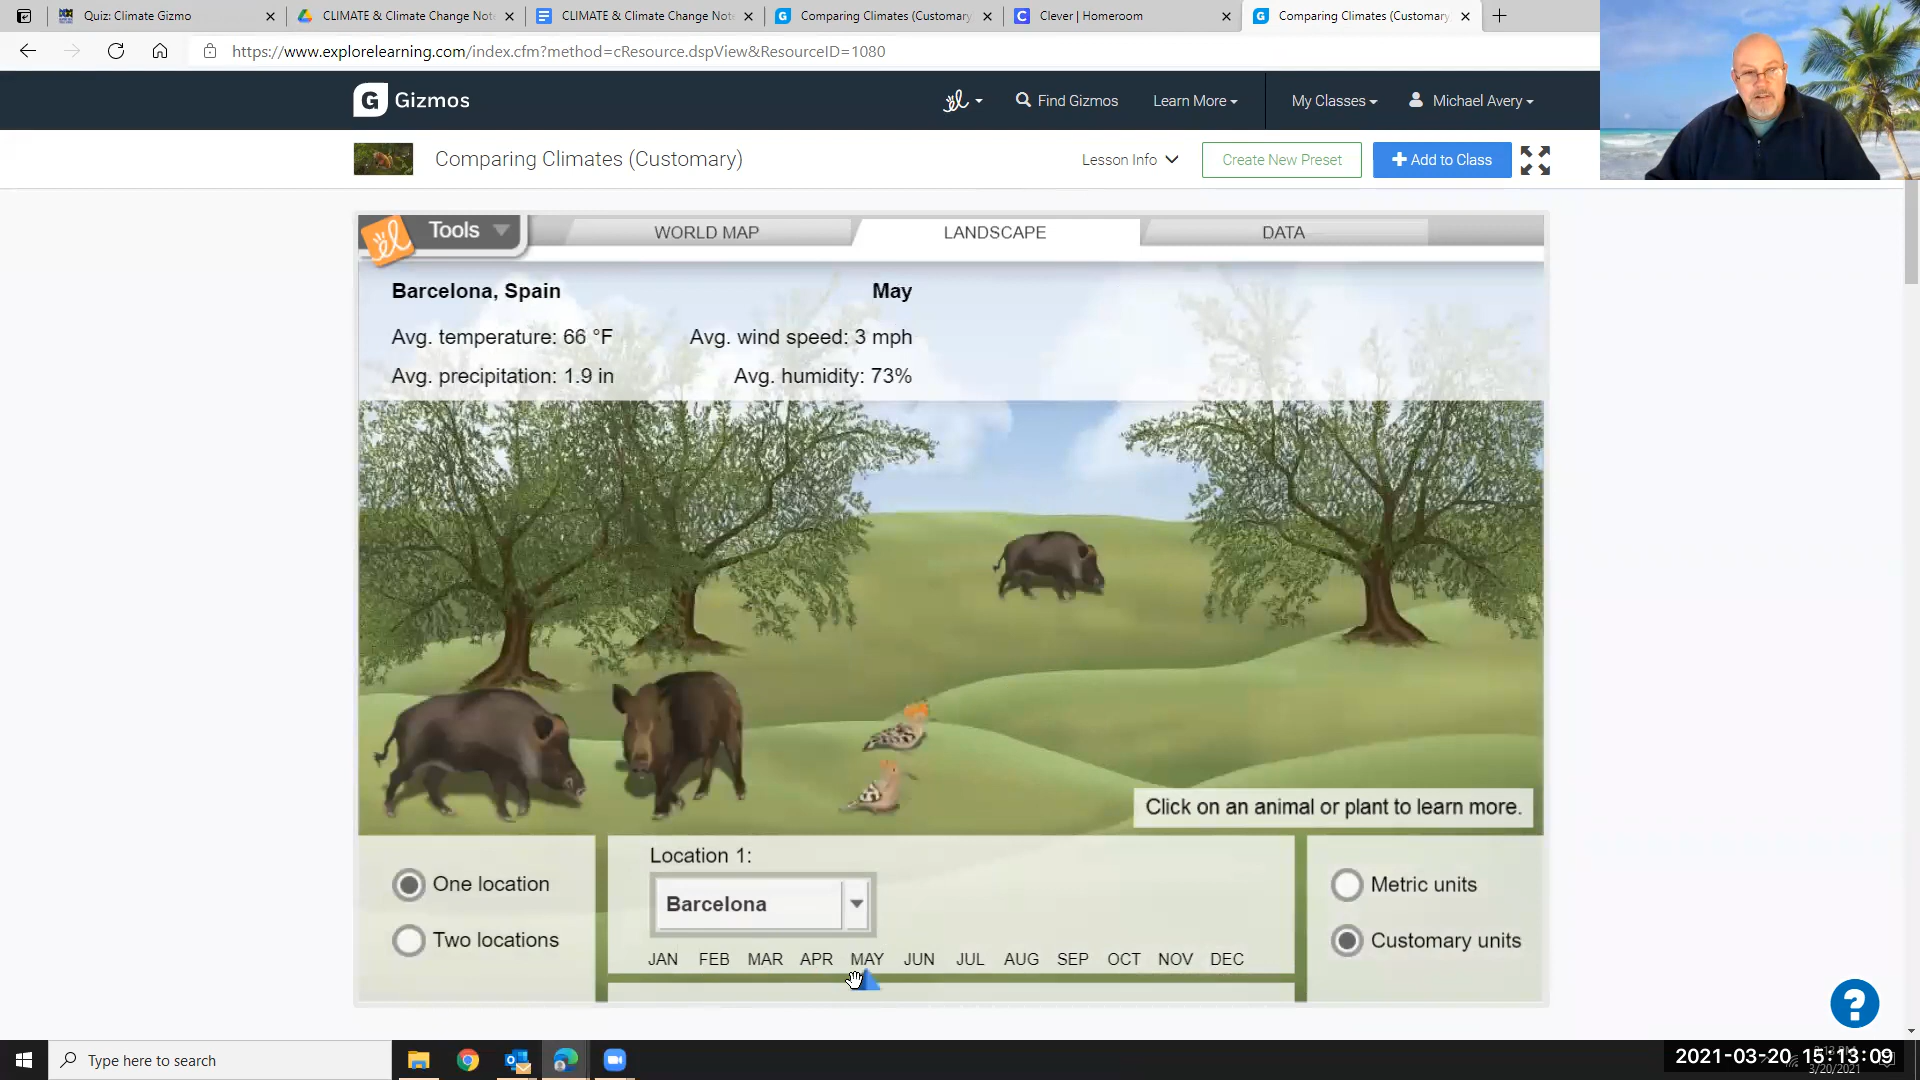 Quiz: Climate Gizmo
CLIMATE & Climate Change Not
CLIMATE & Climate Change Not
Comparing Climates (Customary
Clever | Homeroom
Comparing Climates (Customary
https://www.explorelearning.com/index.cfm?method=cResource.dspView&ResourceID=1080
G Gizmos
el
Find Gizmos
Learn More
My Classes
Michael Avery
Comparing Climates (Customary)
Lesson Info
Create New Preset
Add to Class
el
Tools
WORLD MAP
LANDSCAPE
DATA
Barcelona, Spain
May
Avg. temperature: 66 °F
Avg. wind speed: 3 mph
Avg. precipitation: 1.9 in
Avg. humidity: 73%
Click on an animal or plant to learn more.
One location
Two locations
Location 1:
Barcelona
JAN FEB MAR APR MAY JUN JUL AUG SEP OCT NOV DEC
Metric units
Customary units
?
Type here to search
2021-03-20 15:13:09
3/20/2021